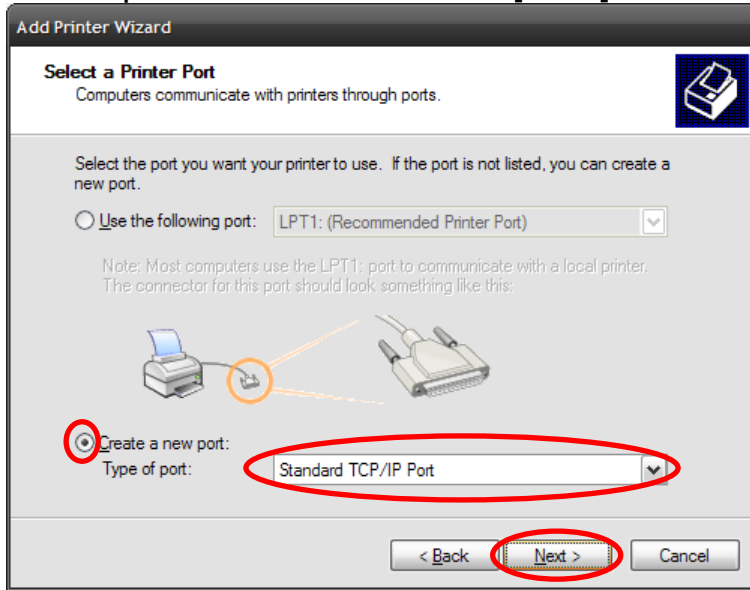 Add Printer Wizard
Select a Printer Port
Computers communicate with printers through ports.
Select the port you want your printer to use. If the port is not listed, you can create a
new port.
Use the following port: LPT1: (Recommended Printer Port)
Note: Most computers use the LPT1: port to communicate with a local printer.
The connector for this port should look something like this:
Create a new port:
Type of port: Standard TCP/IP Port
< Back Next > Cancel